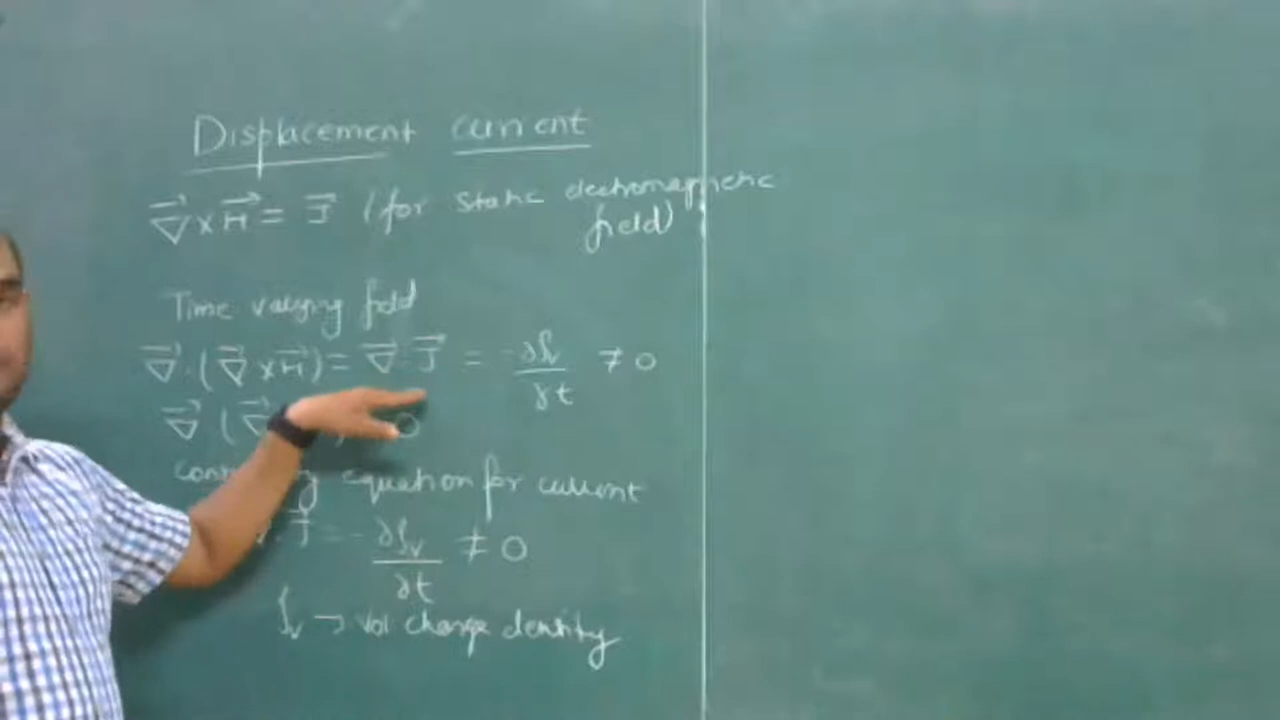 Displacement current
∇⃗ × H⃗ = J⃗ (for static electromagnetic
field)
Time varying field
∇⃗ · (∇⃗ × H⃗) = ∇⃗ · J⃗ = -∂ρv/∂t ≠ 0
∇⃗ · (∇⃗ ) = 0
equation for current
J⃗ = -∂ρv/∂t ≠ 0
ρv → vol charge density